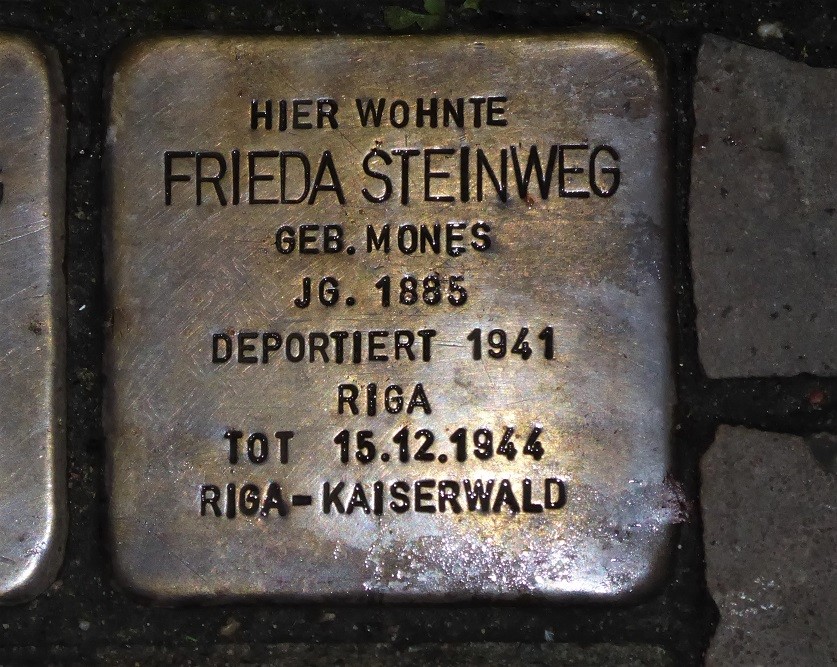 HIER WOHNTE
FRIEDA STEINWEG
GEB. MONES
JG. 1885
DEPORTIERT 1941
RIGA
TOT 15.12.1944
RIGA-KAISERWALD